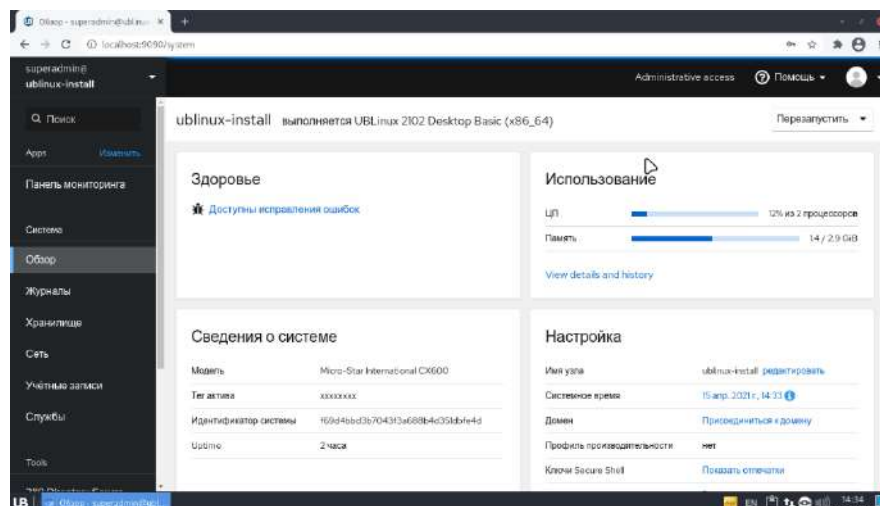 Обзор - superadmin@ublinux-
localhost:9090/system
superadmin@
ublinux-install
Administrative access
Помощь
Поиск
ublinux-install выполняется UBLinux 2102 Desktop Basic (x86_64)
Перезапустить
Apps Изменить
Панель мониторинга
Система
Обзор
Журналы
Хранилище
Сеть
Учётные записи
Службы
Tools
Здоровье
Доступны исправления ошибок
Использование
ЦП 12% из 2 процессоров
Память 1.4 / 2.9 GiB
View details and history
Сведения о системе
Модель Micro-Star International CX600
Тег актива xxxxxxxx
Идентификатор системы
Uptime 2 часа
Настройка
Имя узла ublinux-install редактировать
Системное время 15 апр. 2021 г., 14:33
Домен Присоединиться к домену
Профиль производительности нет
Ключи Secure Shell Показать отпечатки
UB
Обзор - superadmin@ubl...
EN
14:34